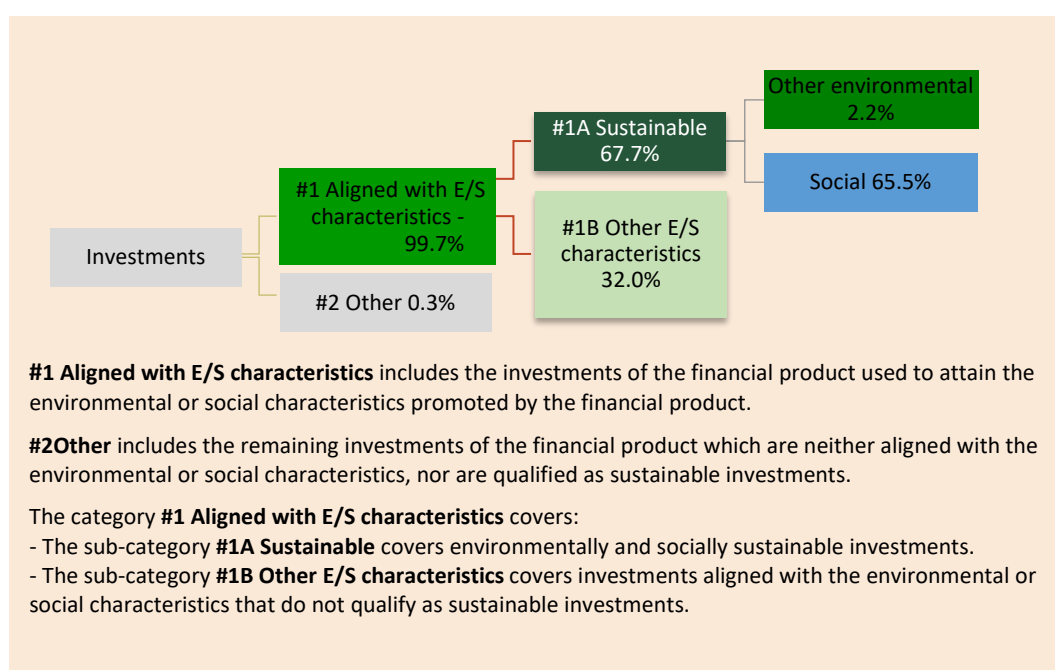 Investments
#1 Aligned with E/S
characteristics -
99.7%
#2 Other 0.3%
#1A Sustainable
67.7%
#1B Other E/S
characteristics
32.0%
Other environmental
2.2%
Social 65.5%
#1 Aligned with E/S characteristics includes the investments of the financial product used to attain the
environmental or social characteristics promoted by the financial product.
#2Other includes the remaining investments of the financial product which are neither aligned with the
environmental or social characteristics, nor are qualified as sustainable investments.
The category #1 Aligned with E/S characteristics covers:
- The sub-category #1A Sustainable covers environmentally and socially sustainable investments.
- The sub-category #1B Other E/S characteristics covers investments aligned with the environmental or
social characteristics that do not qualify as sustainable investments.